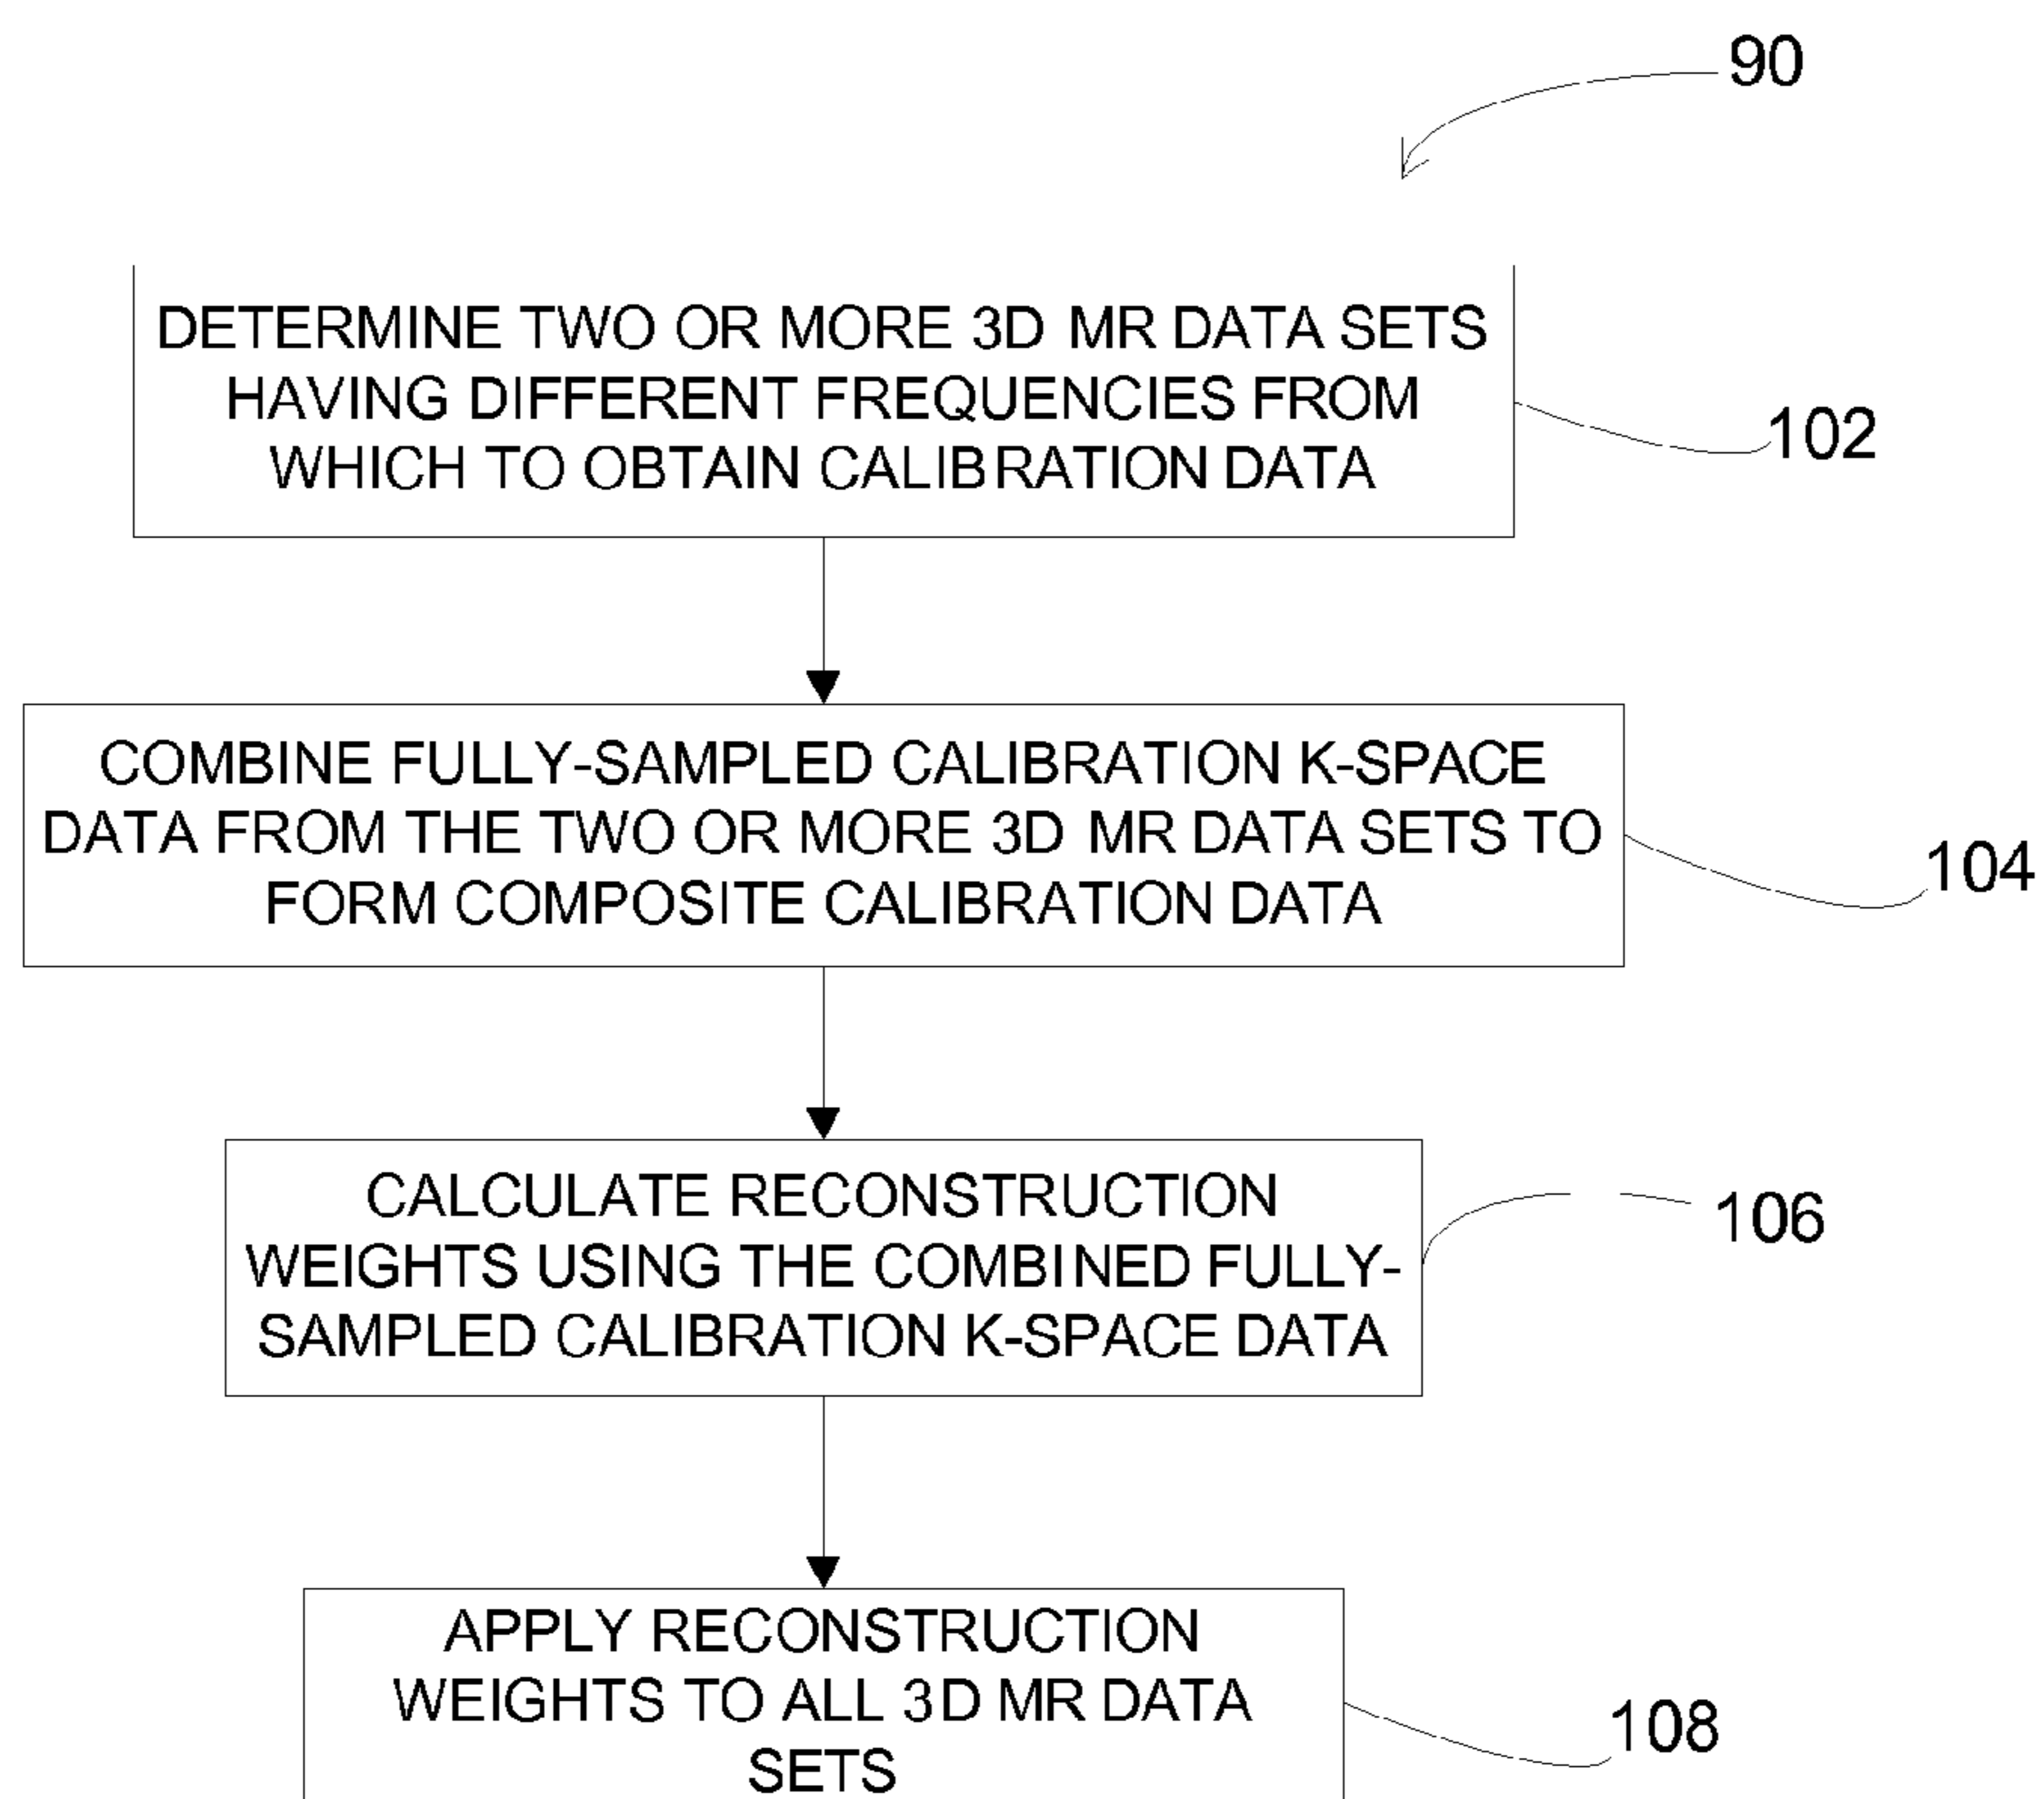 90
DETERMINE TWO OR MORE 3D MR DATA SETS
HAVING DIFFERENT FREQUENCIES FROM
WHICH TO OBTAIN CALIBRATION DATA
102
COMBINE FULLY-SAMPLED CALIBRATION K-SPACE
DATA FROM THE TWO OR MORE 3D MR DATA SETS TO
FORM COMPOSITE CALIBRATION DATA
104
CALCULATE RECONSTRUCTION
WEIGHTS USING THE COMBINED FULLY-
SAMPLED CALIBRATION K-SPACE DATA
106
APPLY RECONSTRUCTION
WEIGHTS TO ALL 3D MR DATA
SETS
108